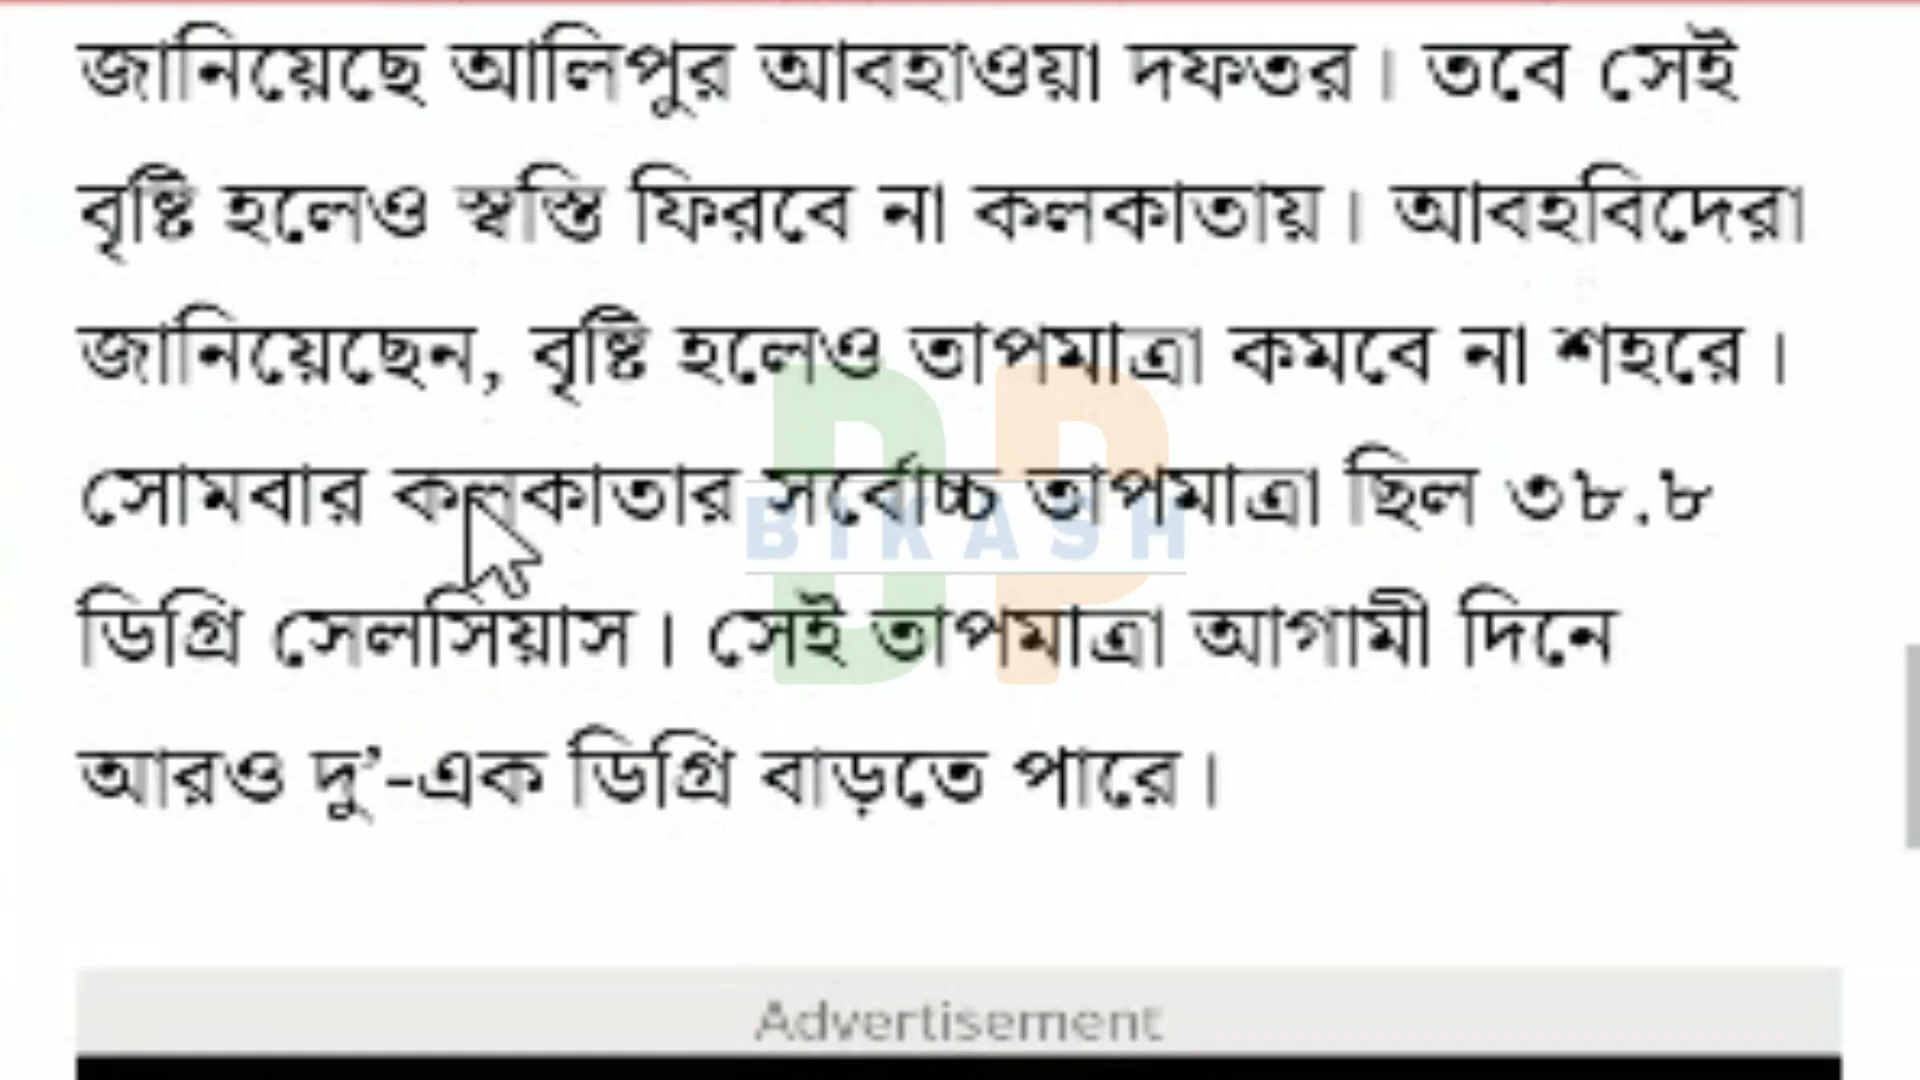 জানিয়েছে আলিপুর আবহাওয়া দফতর। তবে সেই
বৃষ্টি হলেও স্বস্তি ফিরবে না কলকাতায়। আবহবিদেরা
জানিয়েছেন, বৃষ্টি হলেও তাপমাত্রা কমবে না শহরে।
সোমবার কলকাতার সর্বোচ্চ তাপমাত্রা ছিল ৩৮.৮
BIKASH
ডিগ্রি সেলসিয়াস। সেই তাপমাত্রা আগামী দিনে
আরও দু’-এক ডিগ্রি বাড়তে পারে।
Advertisement